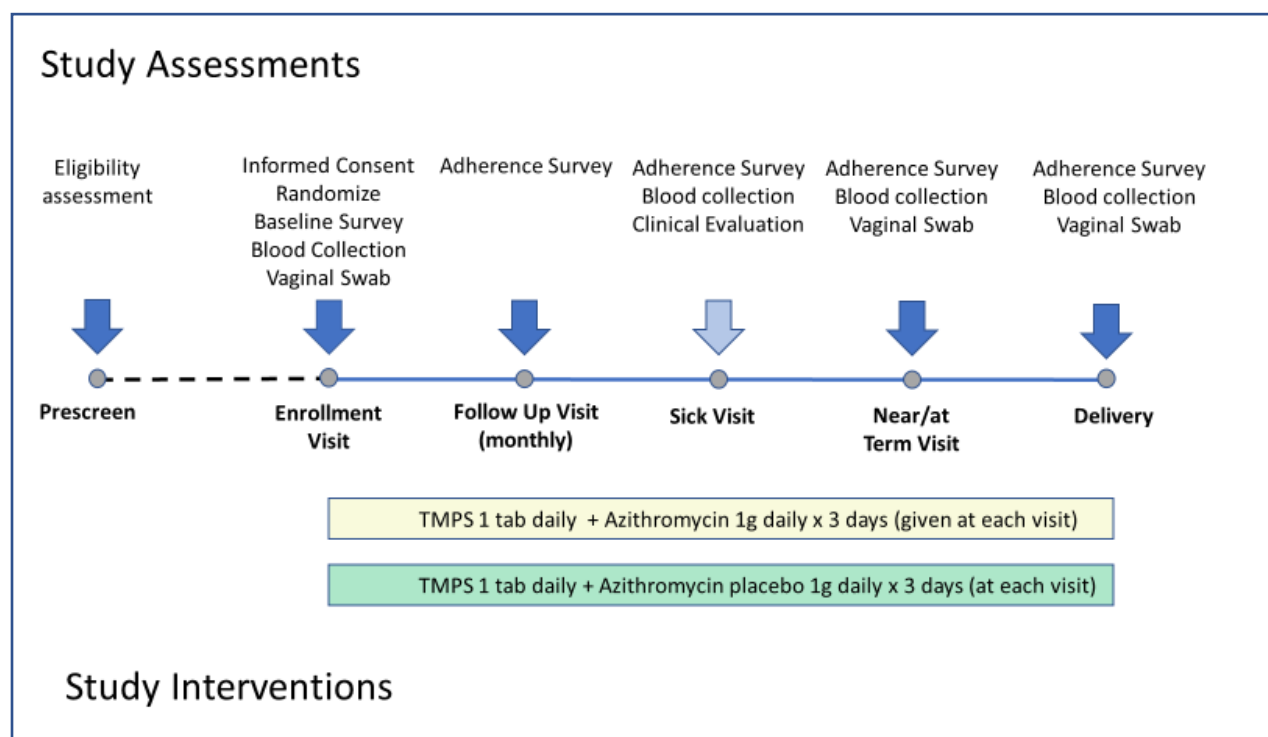 Study Assessments
Eligibility
assessment
Informed Consent
Randomize
Baseline Survey
Blood Collection
Vaginal Swab
Adherence Survey
Adherence Survey
Blood collection
Clinical Evaluation
Adherence Survey
Blood collection
Vaginal Swab
Adherence Survey
Blood collection
Vaginal Swab
Prescreen
Enrollment
Visit
Follow Up Visit
(monthly)
Sick Visit
Near/at
Term Visit
Delivery
TMPS 1 tab daily + Azithromycin 1g daily x 3 days (given at each visit)
TMPS 1 tab daily + Azithromycin placebo 1g daily x 3 days (at each visit)
Study Interventions